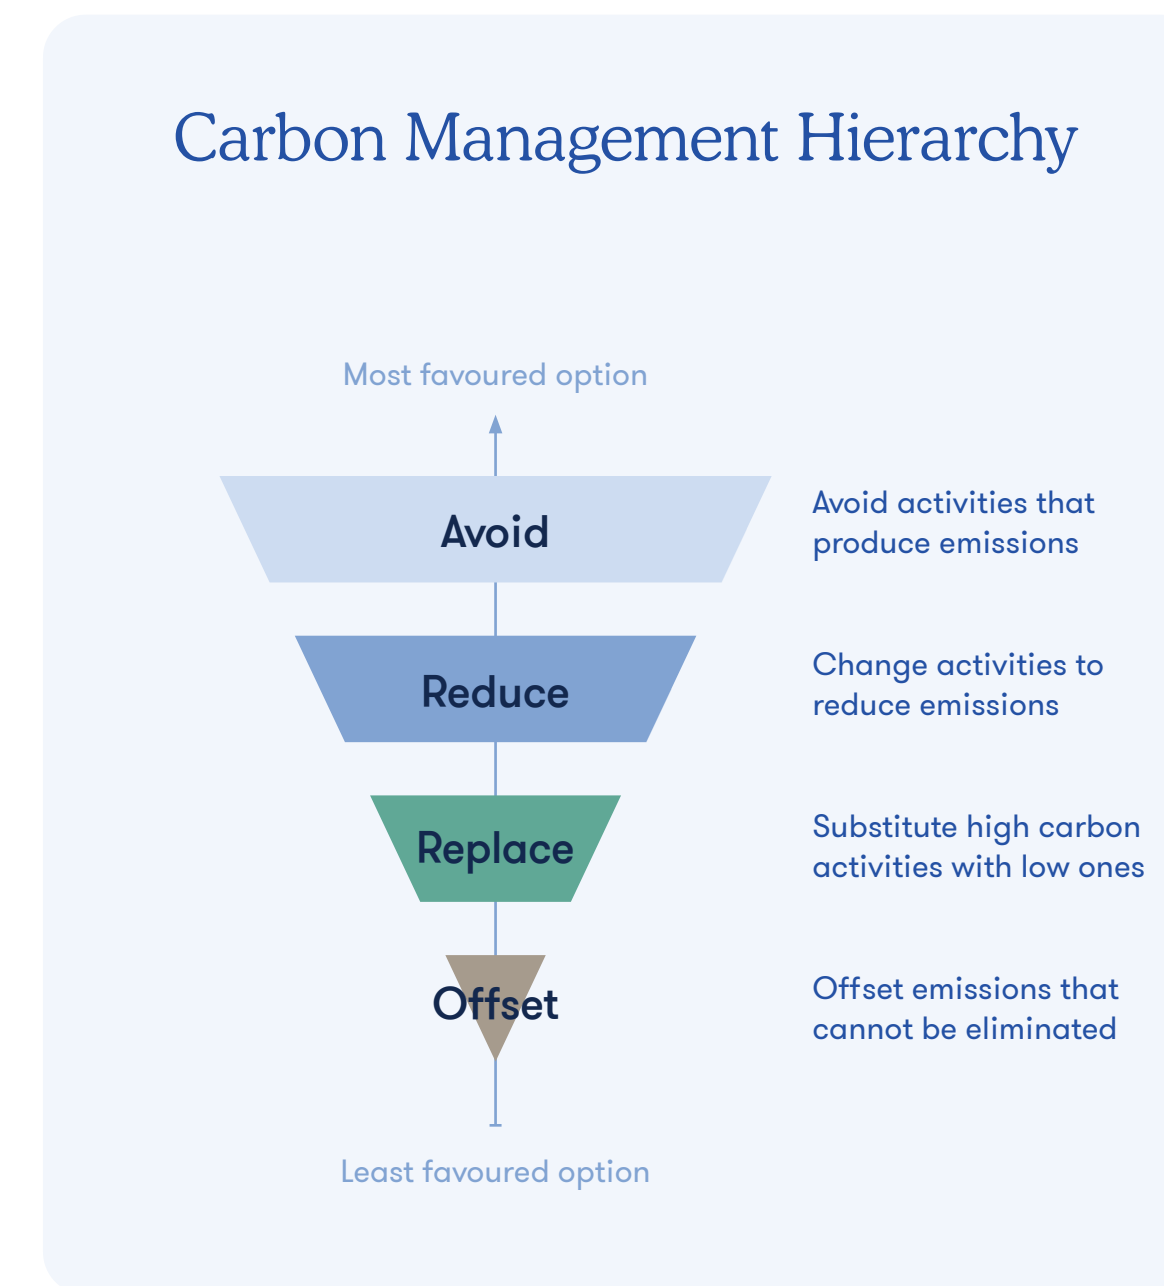 Carbon Management Hierarchy
Most favoured option
Avoid
Avoid activities that
produce emissions
Reduce
Change activities to
reduce emissions
Replace
Substitute high carbon
activities with low ones
Offset
Offset emissions that
cannot be eliminated
Least favoured option